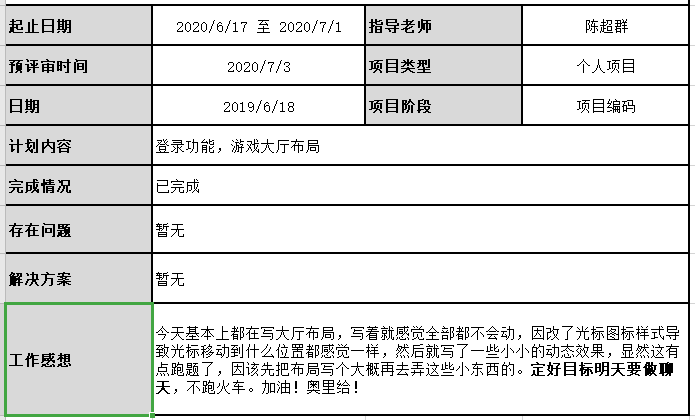 起止日期 2020/6/17 至 2020/7/1 指导老师 陈超群
预评审时间 2020/7/3 项目类型 个人项目
日期 2019/6/18 项目阶段 项目编码
计划内容 登录功能，游戏大厅布局
完成情况 已完成
存在问题 暂无
解决方案 暂无
工作感想
今天基本上都在写大厅布局，写着就感觉全部都不会动，因改了光标图标样式导
致光标移动到什么位置都感觉一样，然后就写了一些小小的动态效果，显然这有
点跑题了，因该先把布局写个大概再去弄这些小东西的。定好目标明天要做聊
天，不跑火车。加油！奥里给！